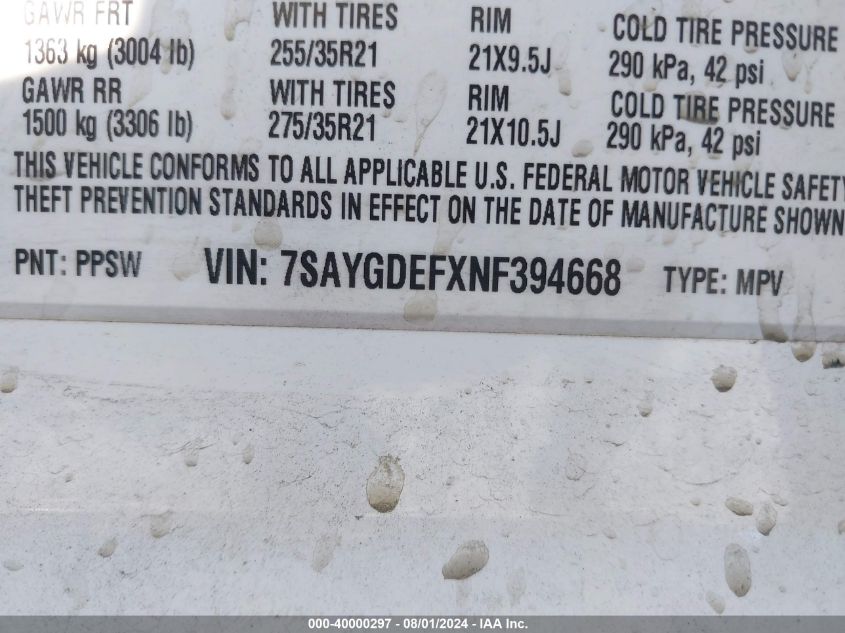 GAWR FRT WITH TIRES RIM COLD TIRE PRESSURE
1363 kg (3004 lb) 255/35R21 21X9.5J 290 kPa, 42 psi
GAWR RR WITH TIRES RIM COLD TIRE PRESSURE
1500 kg (3306 lb) 275/35R21 21X10.5J 290 kPa, 42 psi
THIS VEHICLE CONFORMS TO ALL APPLICABLE U.S. FEDERAL MOTOR VEHICLE SAFETY
THEFT PREVENTION STANDARDS IN EFFECT ON THE DATE OF MANUFACTURE SHOWN
PNT: PPSW VIN: 7SAYGDEFXNF394668 TYPE: MPV
000-40000297 - 08/01/2024 - IAA Inc.